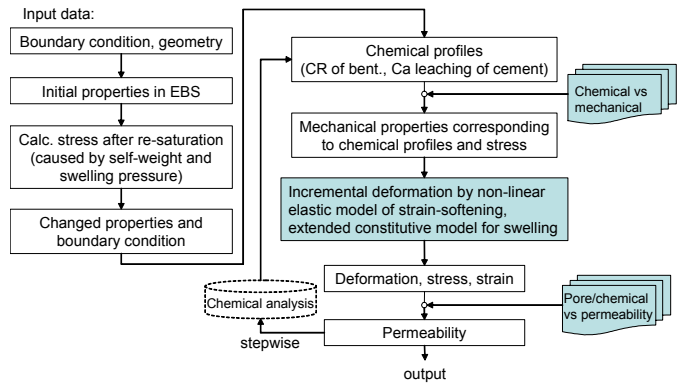 Input data:
Boundary condition, geometry
Initial properties in EBS
Calc. stress after re-saturation
(caused by self-weight and
swelling pressure)
Changed properties and
boundary condition
Chemical profiles
(CR of bent., Ca leaching of cement)
Chemical vs
mechanical
Mechanical properties corresponding
to chemical profiles and stress
Incremental deformation by non-linear
elastic model of strain-softening,
extended constitutive model for swelling
Deformation, stress, strain
Chemical analysis
Pore/chemical
vs permeability
Permeability
stepwise
output